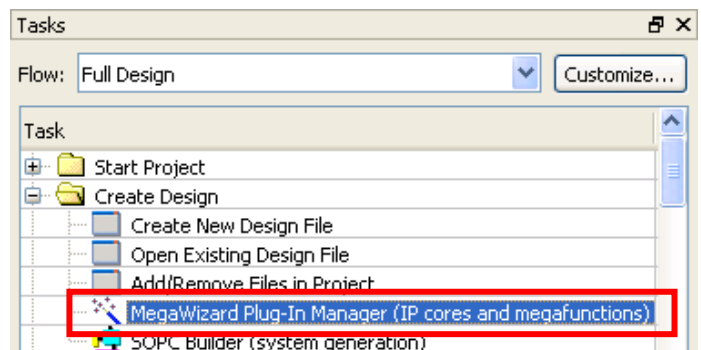 Tasks
Flow: Full Design Customize...
Task
Start Project
Create Design
Create New Design File
Open Existing Design File
Add/Remove Files in Project
MegaWizard Plug-In Manager (IP cores and megafunctions)
SOPC Builder (system generation)